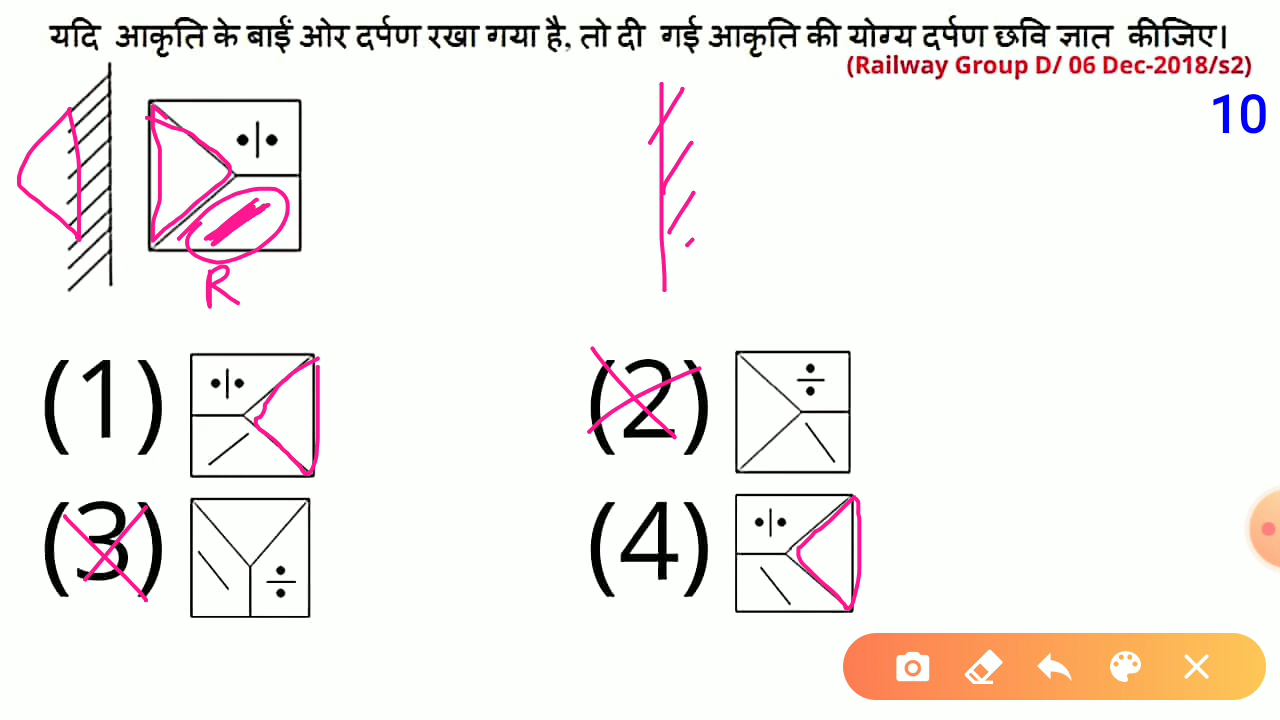 यदि आकृति के बाईं ओर दर्पण रखा गया है, तो दी गई आकृति की योग्य दर्पण छवि ज्ञात कीजिए।
(Railway Group D/ 06 Dec-2018/s2)
10
R
(1)
(2)
(3)
(4)